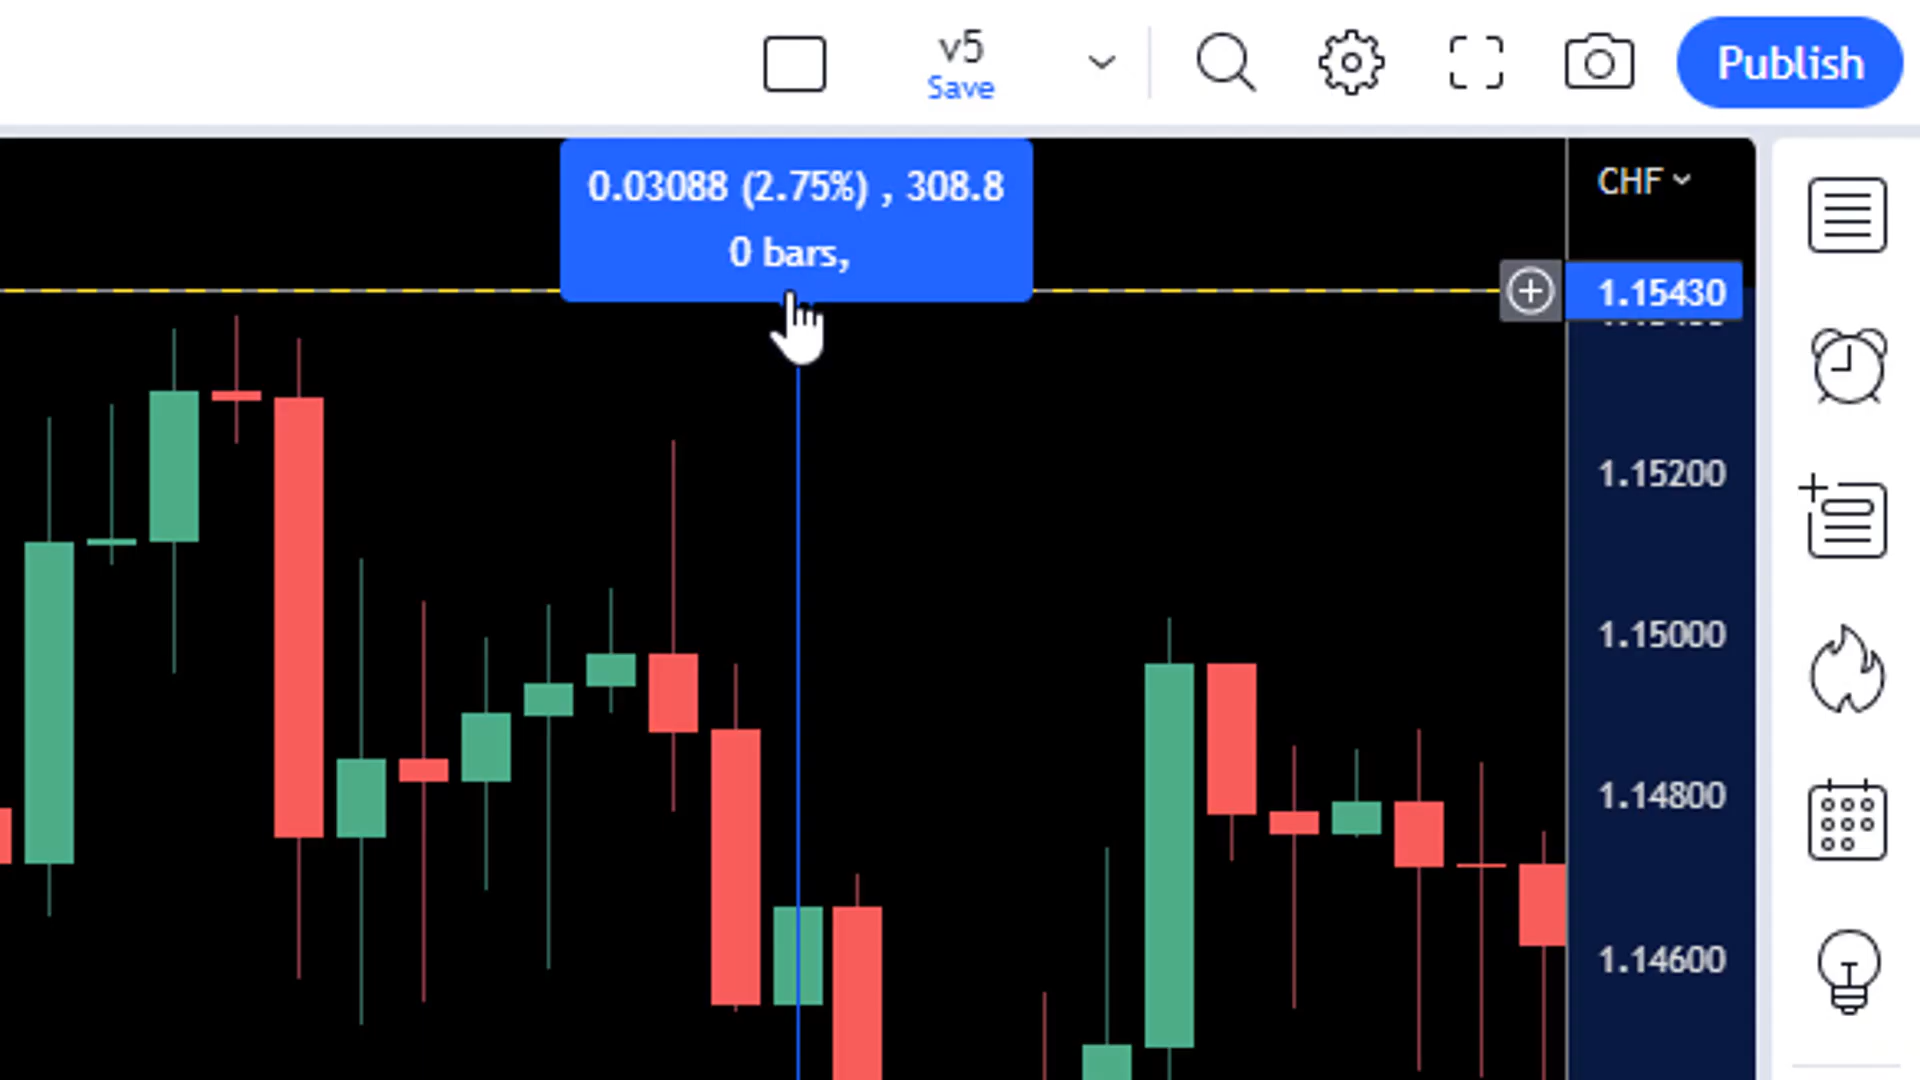 v5
Save
Publish
0.03088 (2.75%) , 308.8
0 bars,
CHF
1.15430
1.15200
1.15000
1.14800
1.14600